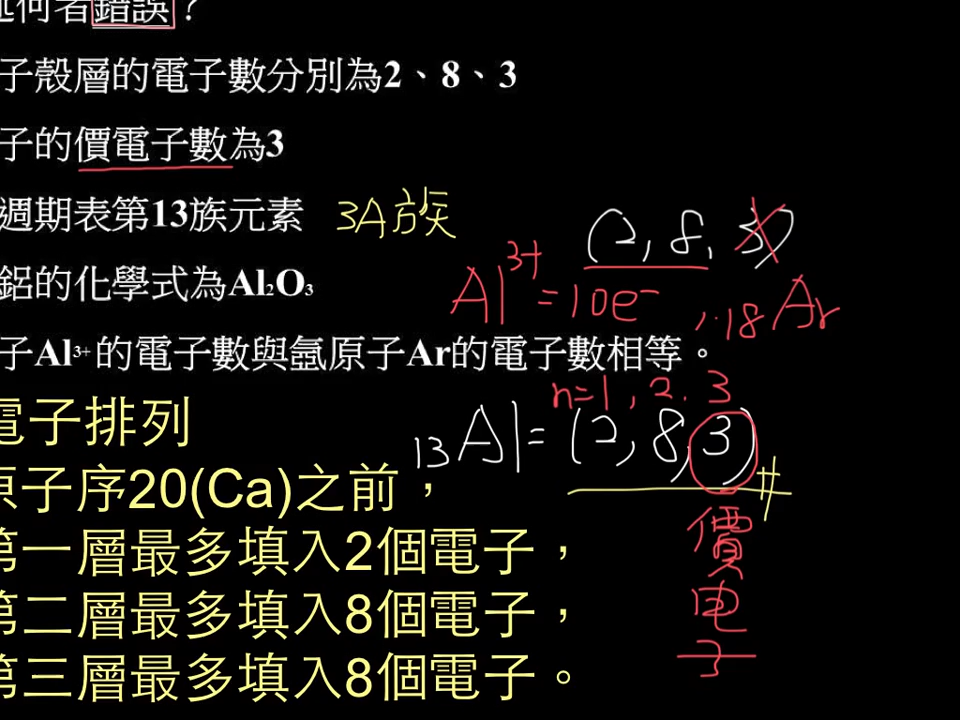 何者錯誤？
子殼層的電子數分別為2、8、3
子的價電子數為3
週期表第13族元素 3A族
(2, 8, 3)
鋁的化學式為Al₂O₃
Al³⁺=10e⁻ , 18Ar
子Al³⁺的電子數與氬原子Ar的電子數相等。
n=1, 2. 3
電子排列
₁₃Al=(2, 8, 3)
原子序20(Ca)之前，
價电子
第一層最多填入2個電子，
第二層最多填入8個電子，
第三層最多填入8個電子。